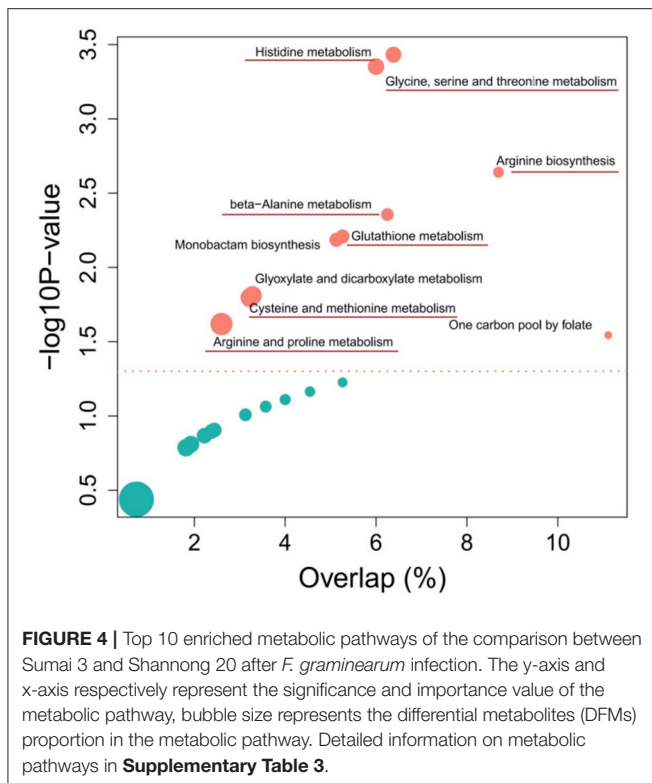 3.5
3.0
2.5
2.0
1.5
1.0
0.5
−log10P−value
Histidine metabolism
Glycine, serine and threonine metabolism
Arginine biosynthesis
beta−Alanine metabolism
Glutathione metabolism
Monobactam biosynthesis
Glyoxylate and dicarboxylate metabolism
Cysteine and methionine metabolism
One carbon pool by folate
Arginine and proline metabolism
2 4 6 8 10
Overlap (%)
FIGURE 4 | Top 10 enriched metabolic pathways of the comparison between
Sumai 3 and Shannong 20 after F. graminearum infection. The y-axis and
x-axis respectively represent the significance and importance value of the
metabolic pathway, bubble size represents the differential metabolites (DFMs)
proportion in the metabolic pathway. Detailed information on metabolic
pathways in Supplementary Table 3.